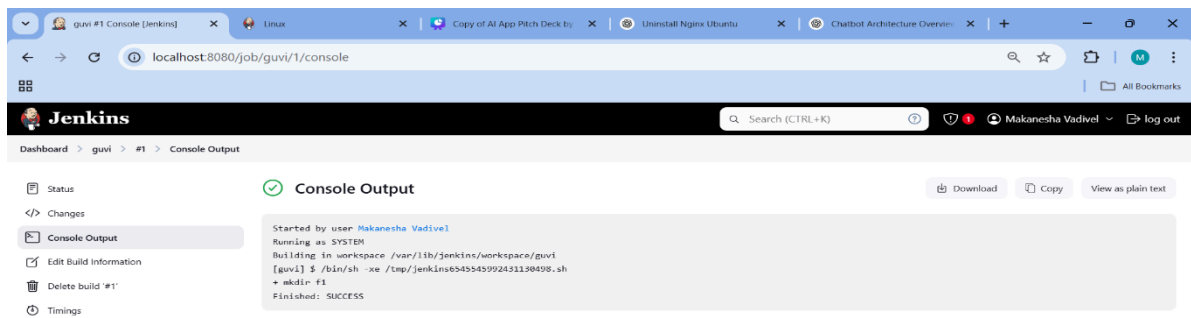 guvi #1 Console [Jenkins]
Linux
Copy of AI App Pitch Deck by
Uninstall Nginx Ubuntu
Chatbot Architecture Overview
localhost:8080/job/guvi/1/console
M
All Bookmarks
Jenkins
Search (CTRL+K)
1
Makanesha Vadivel
log out
Dashboard > guvi > #1 > Console Output
Status
Changes
Console Output
Edit Build Information
Delete build '#1'
Timings
Console Output
Download
Copy
View as plain text
Started by user Makanesha Vadivel
Running as SYSTEM
Building in workspace /var/lib/jenkins/workspace/guvi
[guvi] $ /bin/sh -xe /tmp/jenkins6545545992431130498.sh
+ mkdir f1
Finished: SUCCESS